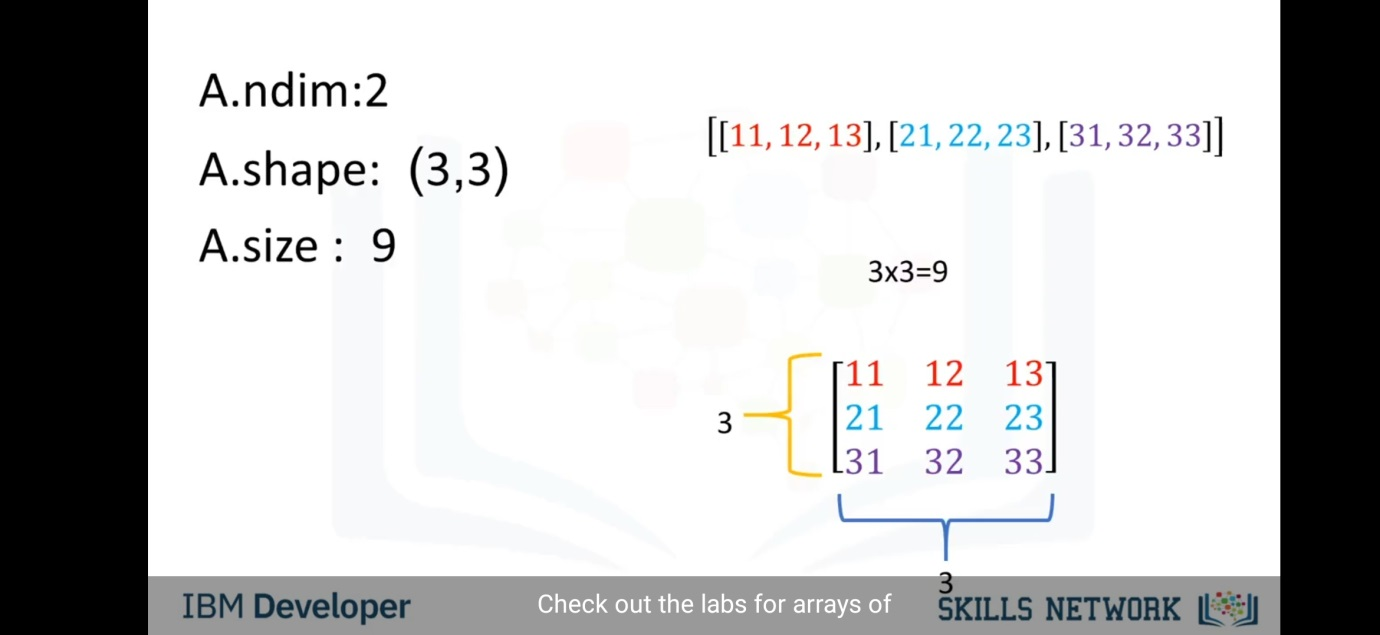 A.ndim:2
A.shape: (3,3)
A.size : 9
[[11, 12, 13], [21, 22, 23], [31, 32, 33]]
3x3=9
11 12 13
21 22 23
31 32 33
3
3
IBM Developer
Check out the labs for arrays of
SKILLS NETWORK